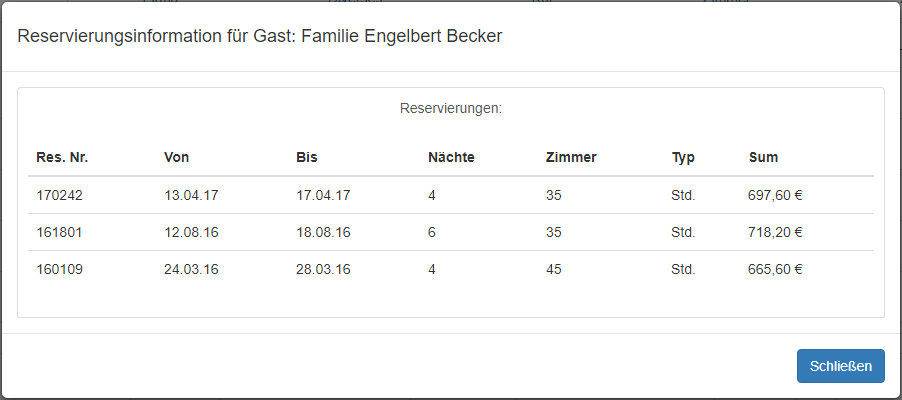 Reservierungsinformation für Gast: Familie Engelbert Becker
Reservierungen:
Res. Nr. Von Bis Nächte Zimmer Typ Sum
170242 13.04.17 17.04.17 4 35 Std. 697,60 €
161801 12.08.16 18.08.16 6 35 Std. 718,20 €
160109 24.03.16 28.03.16 4 45 Std. 665,60 €
Schließen